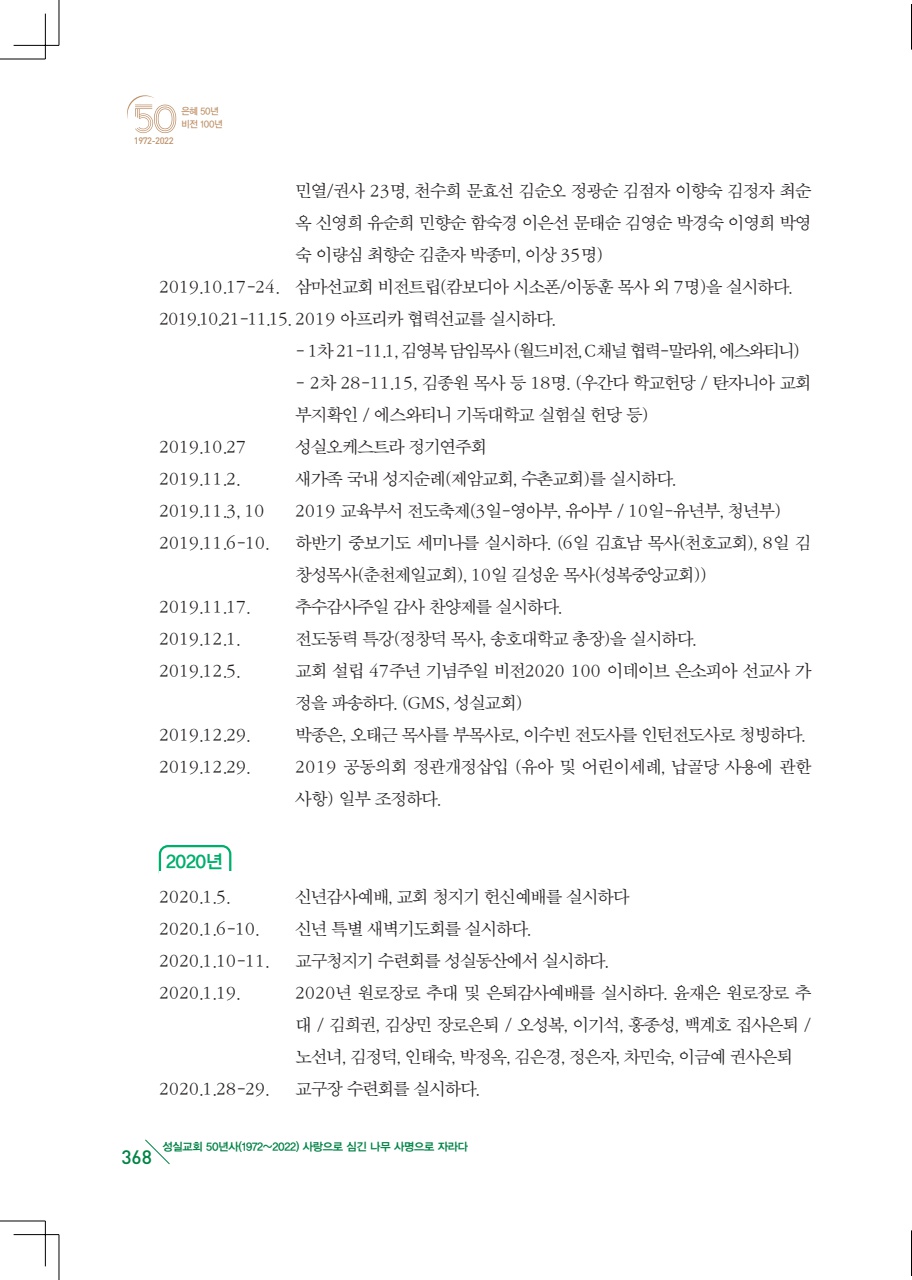 50 은혜 50년
비전 100년
1972-2022
민열/권사 23명, 천수희 문효선 김순오 정광순 김점자 이향숙 김정자 최순
옥 신영희 유순희 민향순 함숙경 이은선 문태순 김영순 박경숙 이영희 박영
숙 이량심 최향순 김춘자 박종미, 이상 35명)
2019.10.17-24. 삼마선교회 비전트립(캄보디아 시소폰/이동훈 목사 외 7명)을 실시하다.
2019.10.21-11.15. 2019 아프리카 협력선교를 실시하다.
- 1차 21-11.1, 김영복 담임목사 (월드비전, C채널 협력-말라위, 에스와티니)
- 2차 28-11.15, 김종원 목사 등 18명. (우간다 학교헌당 / 탄자니아 교회
부지확인 / 에스와티니 기독대학교 실험실 헌당 등)
2019.10.27 성실오케스트라 정기연주회
2019.11.2. 새가족 국내 성지순례(제암교회, 수촌교회)를 실시하다.
2019.11.3, 10 2019 교육부서 전도축제(3일-영아부, 유아부 / 10일-유년부, 청년부)
2019.11.6-10. 하반기 중보기도 세미나를 실시하다. (6일 김효남 목사(천호교회), 8일 김
창성목사(춘천제일교회), 10일 길성운 목사(성복중앙교회))
2019.11.17. 추수감사주일 감사 찬양제를 실시하다.
2019.12.1. 전도동력 특강(정창덕 목사, 송호대학교 총장)을 실시하다.
2019.12.5. 교회 설립 47주년 기념주일 비전2020 100 이데이브 은소피아 선교사 가
정을 파송하다. (GMS, 성실교회)
2019.12.29. 박종은, 오태근 목사를 부목사로, 이수빈 전도사를 인턴전도사로 청빙하다.
2019.12.29. 2019 공동의회 정관개정삽입 (유아 및 어린이세례, 납골당 사용에 관한
사항) 일부 조정하다.
2020년
2020.1.5. 신년감사예배, 교회 청지기 헌신예배를 실시하다
2020.1.6-10. 신년 특별 새벽기도회를 실시하다.
2020.1.10-11. 교구청지기 수련회를 성실동산에서 실시하다.
2020.1.19. 2020년 원로장로 추대 및 은퇴감사예배를 실시하다. 윤재은 원로장로 추
대 / 김희권, 김상민 장로은퇴 / 오성복, 이기석, 홍종성, 백계호 집사은퇴 /
노선녀, 김정덕, 인태숙, 박정옥, 김은경, 정은자, 차민숙, 이금예 권사은퇴
2020.1.28-29. 교구장 수련회를 실시하다.
368 성실교회 50년사(1972~2022) 사랑으로 심긴 나무 사명으로 자라다